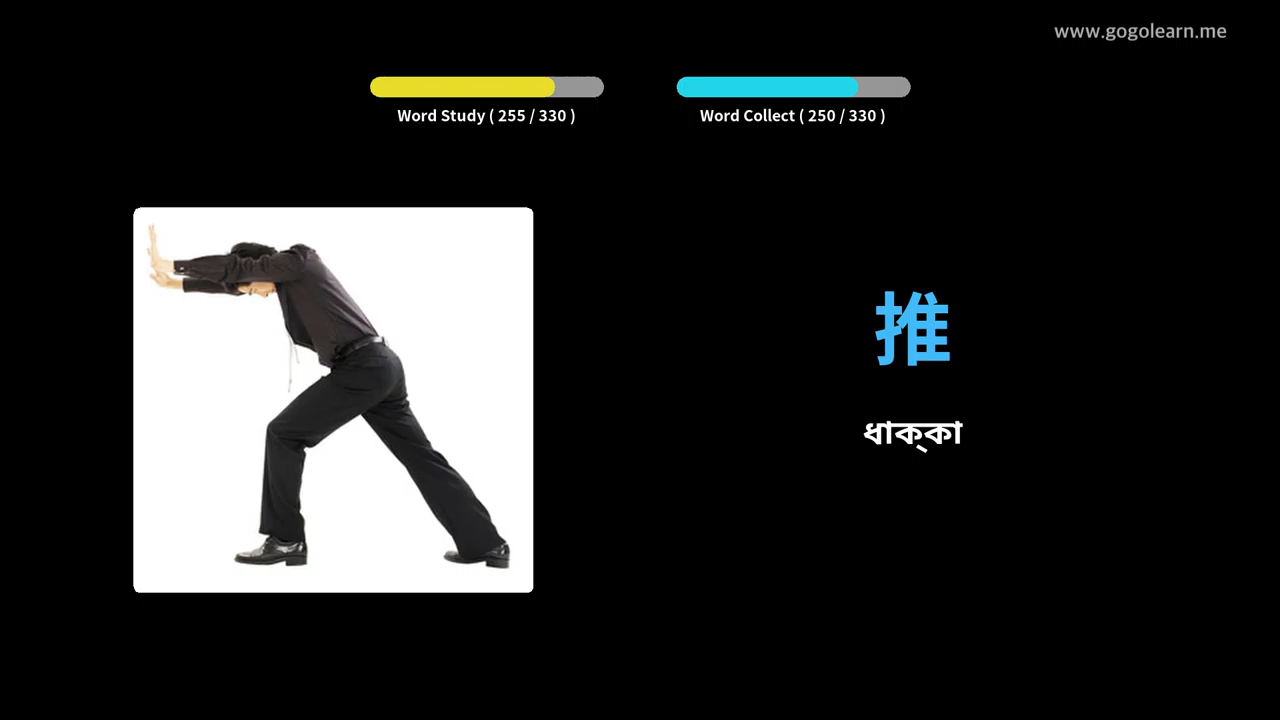 www.gogolearn.me
Word Study ( 255 / 330 )
Word Collect ( 250 / 330 )
推
ধাক্‌কা